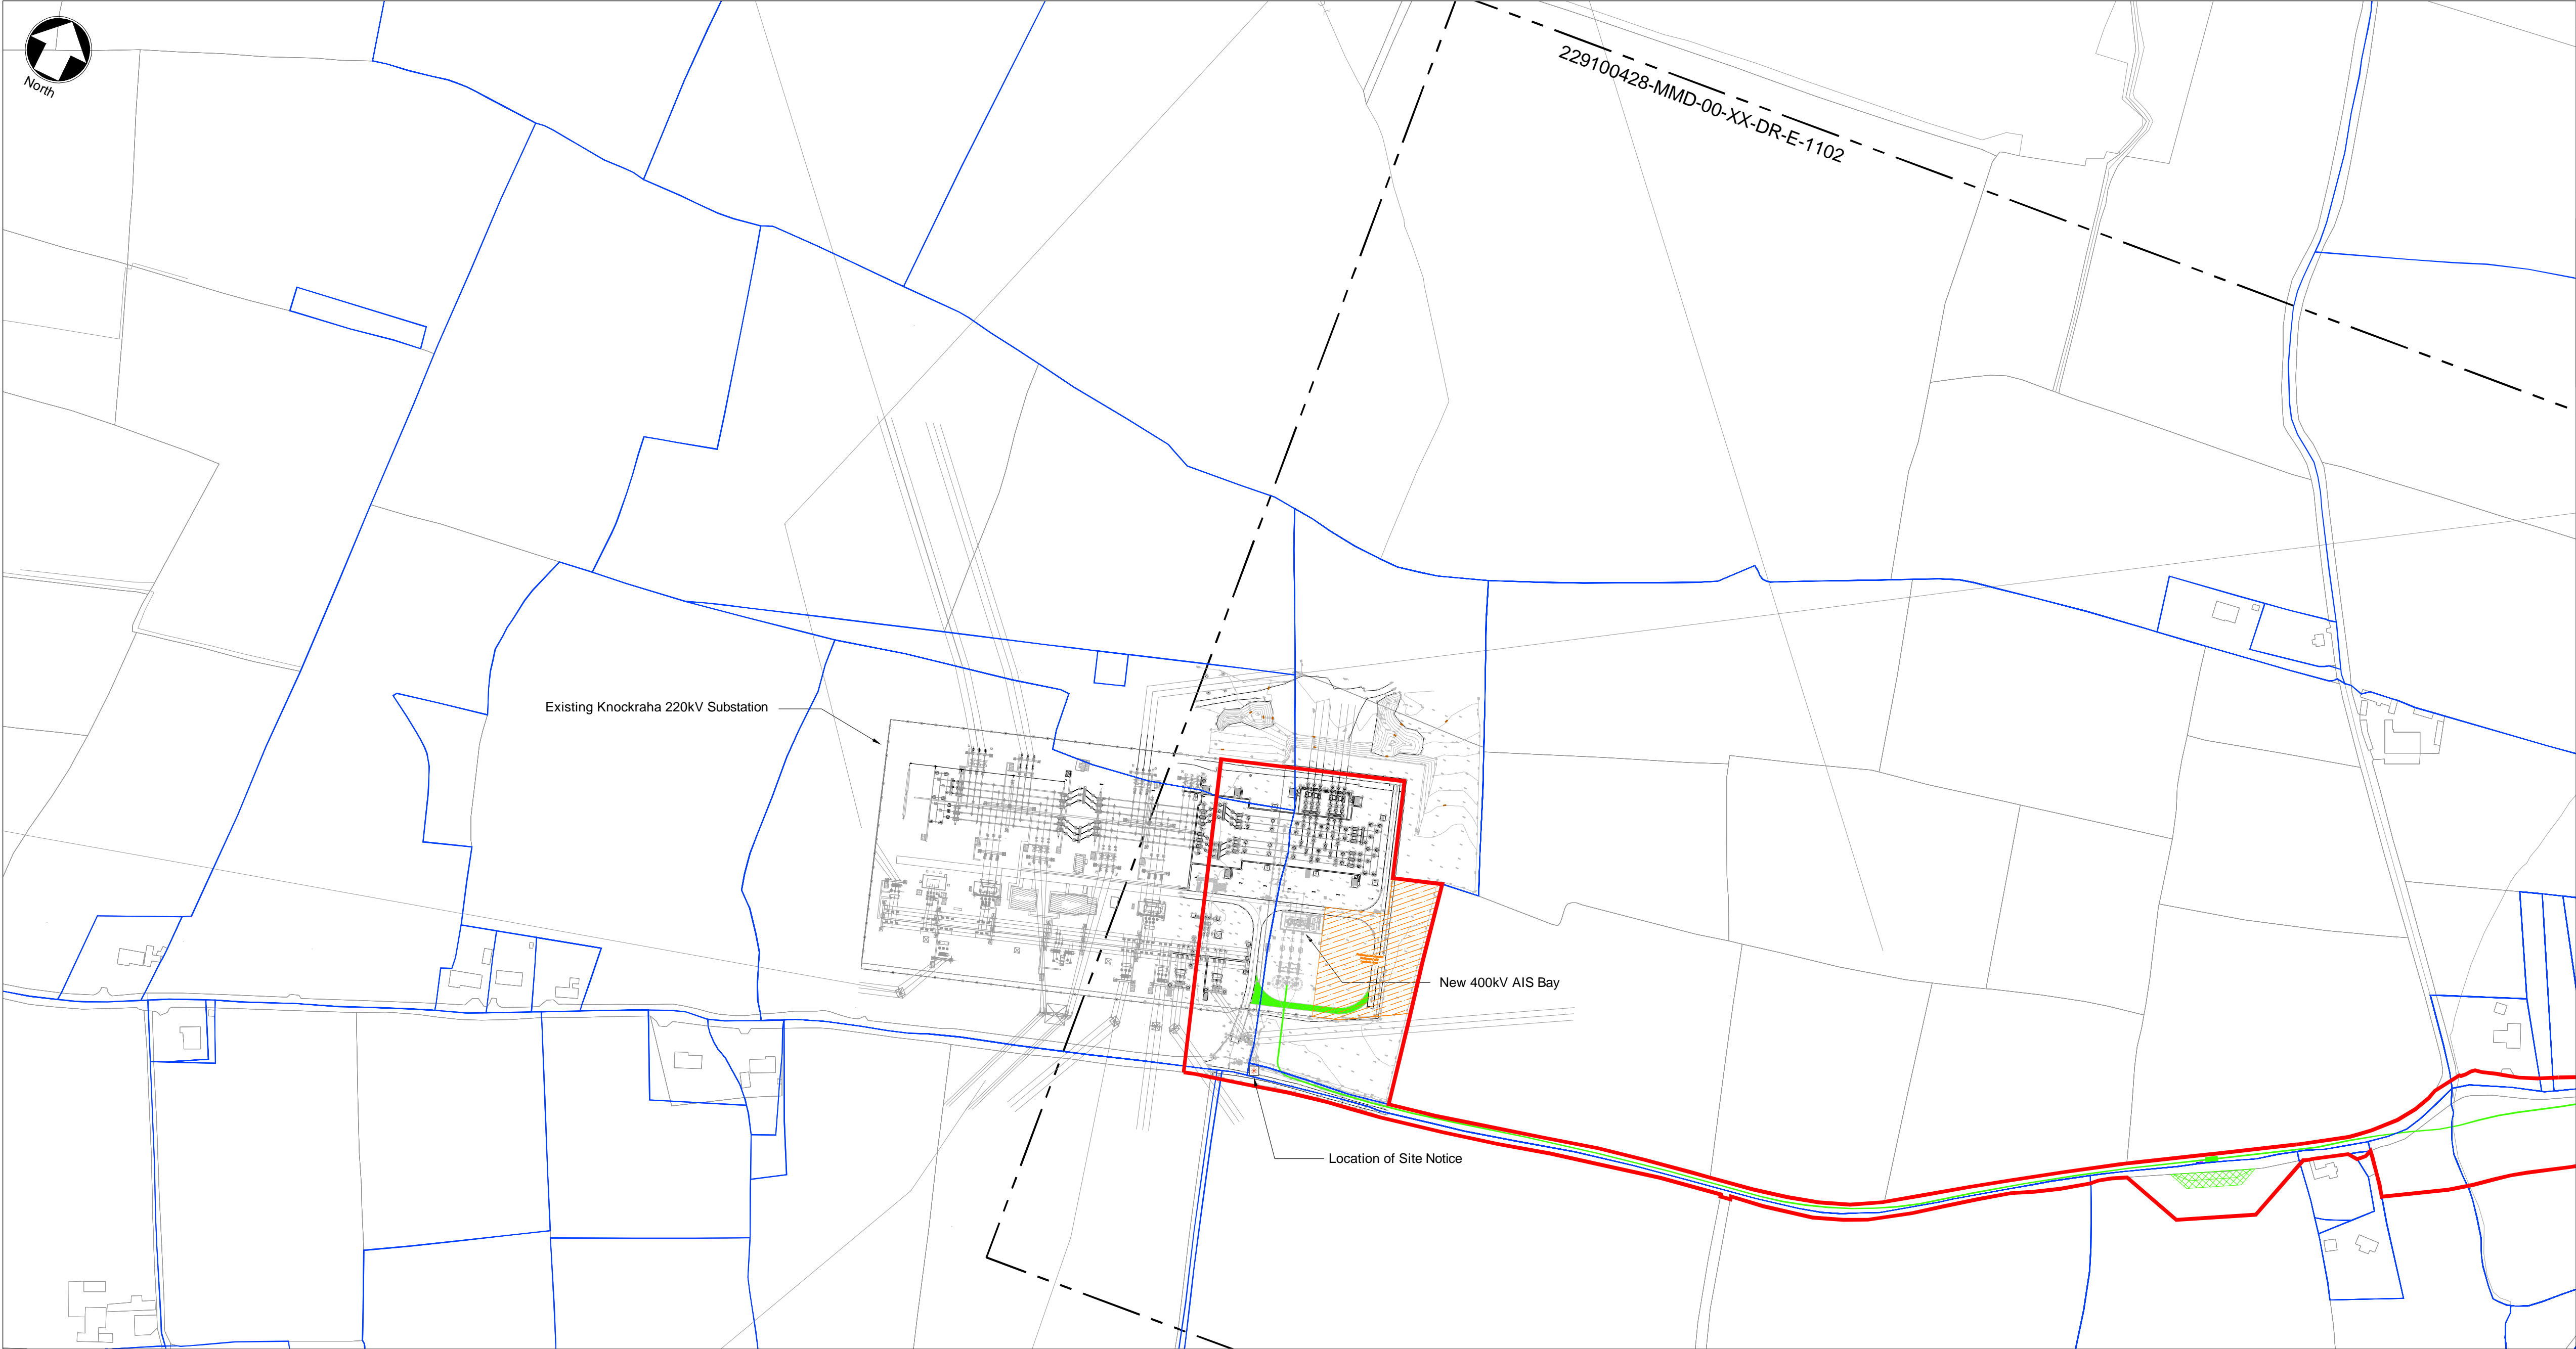 North
229100428-MMD-00-XX-DR-E-1102
Existing Knockraha 220kV Substation
New 400kV AIS Bay
Location of Site Notice